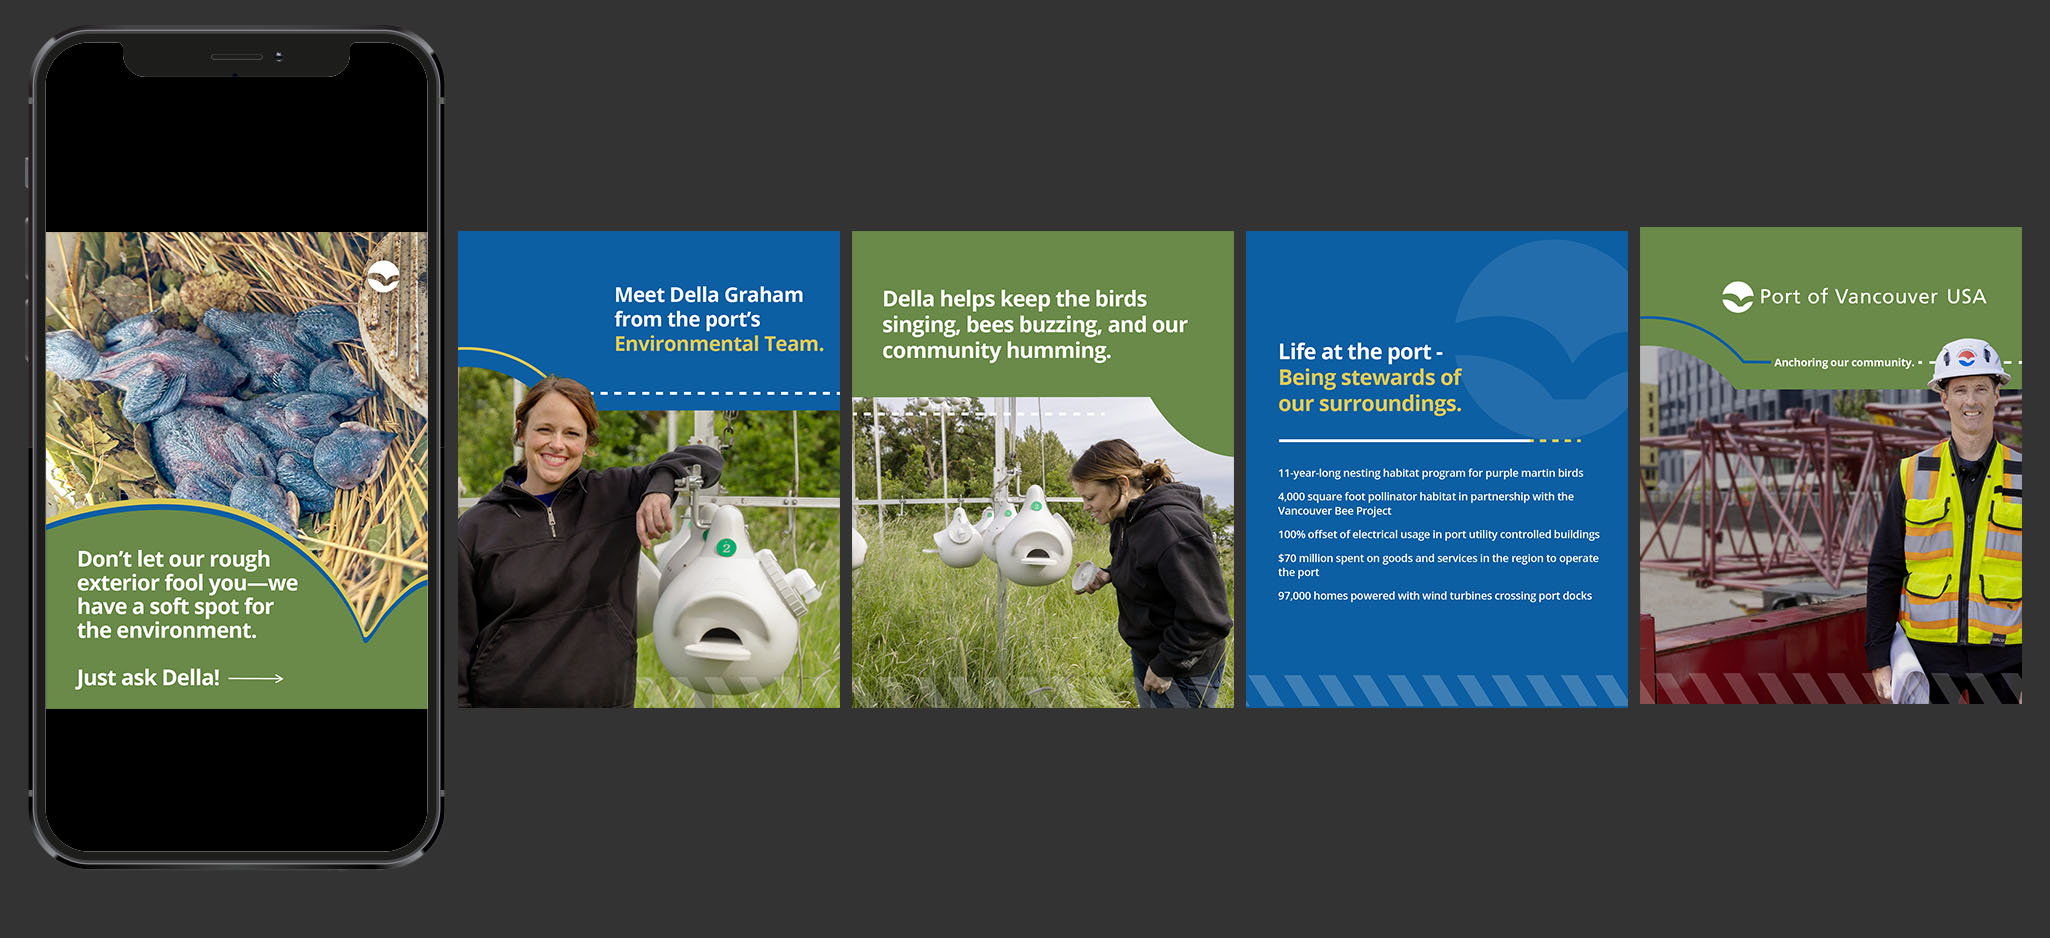 Don't let our rough
exterior fool you—we
have a soft spot for
the environment.
Just ask Della!
Meet Della Graham
from the port's
Environmental Team.
2
Della helps keep the birds
singing, bees buzzing, and our
community humming.
Life at the port -
Being stewards of
our surroundings.
11-year-long nesting habitat program for purple martin birds
4,000 square foot pollinator habitat in partnership with the
Vancouver Bee Project
100% offset of electrical usage in port utility controlled buildings
$70 million spent on goods and services in the region to operate
the port
97,000 homes powered with wind turbines crossing port docks
Port of Vancouver USA
Anchoring our community.